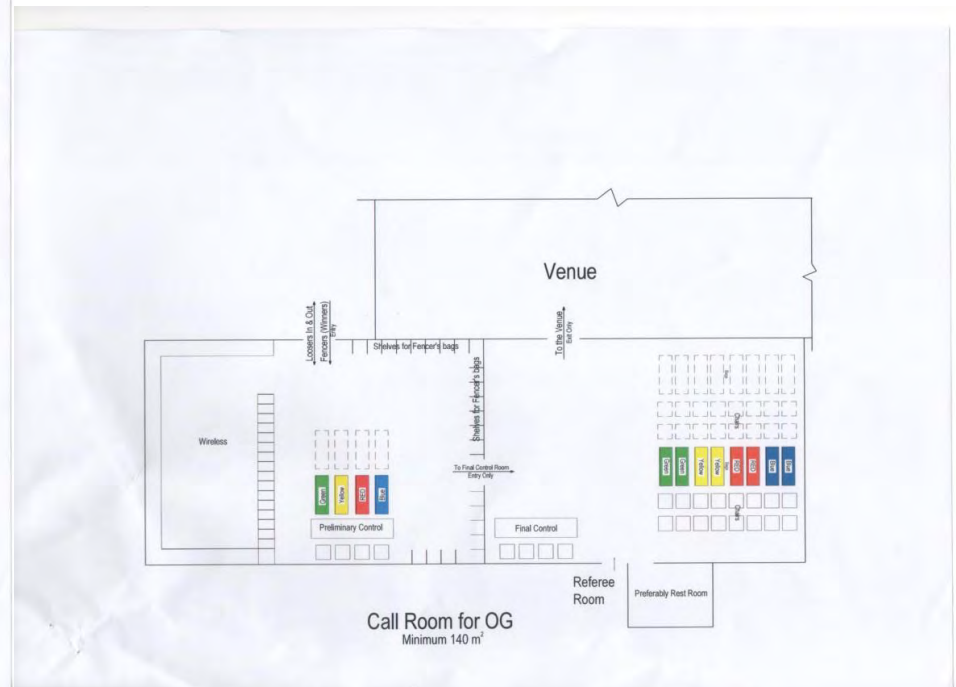 Venue
Loosers In & Out
Fencers (Winners)
Entry
To the Venue
Exit Only
Shelves for Fencer's bags
Shelves for Fencer's bags
Wireless
To Final Control Room
Entry Only
Chairs
Green
Green
Yellow
Yellow
RED
RED
Blue
Blue
Chairs
Green
Yellow
RED
Preliminary Control
Final Control
Referee
Room
Preferably Rest Room
Call Room for OG
Minimum 140 m²